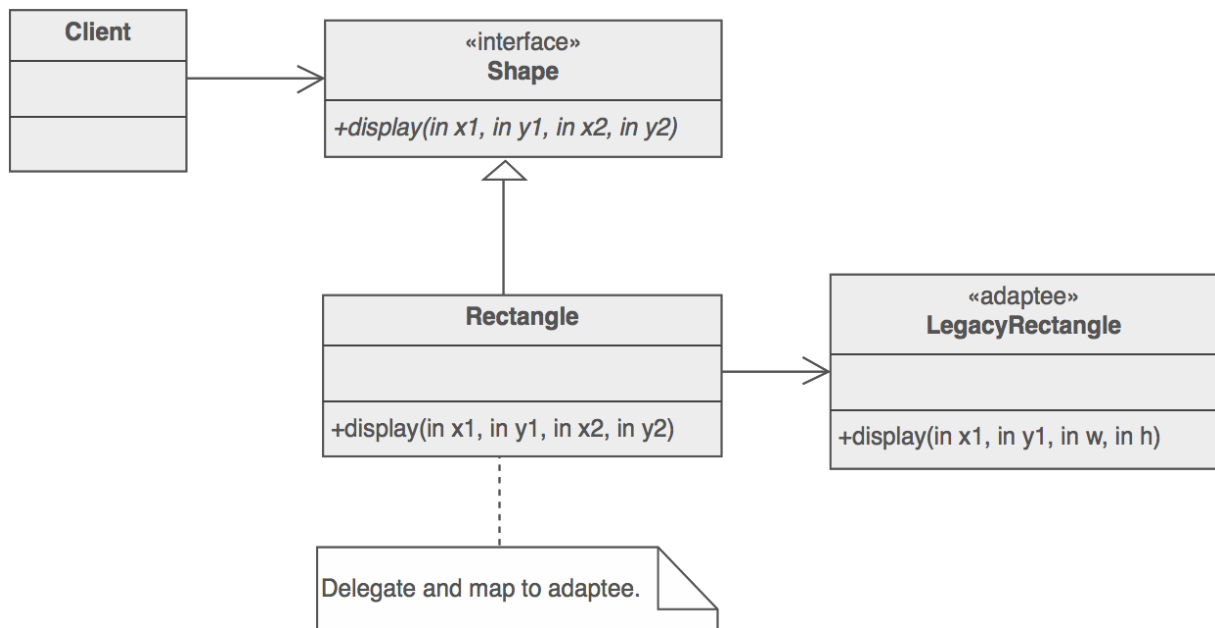 Client
«interface»
Shape
+display(in x1, in y1, in x2, in y2)
Rectangle
+display(in x1, in y1, in x2, in y2)
«adaptee»
LegacyRectangle
+display(in x1, in y1, in w, in h)
Delegate and map to adaptee.